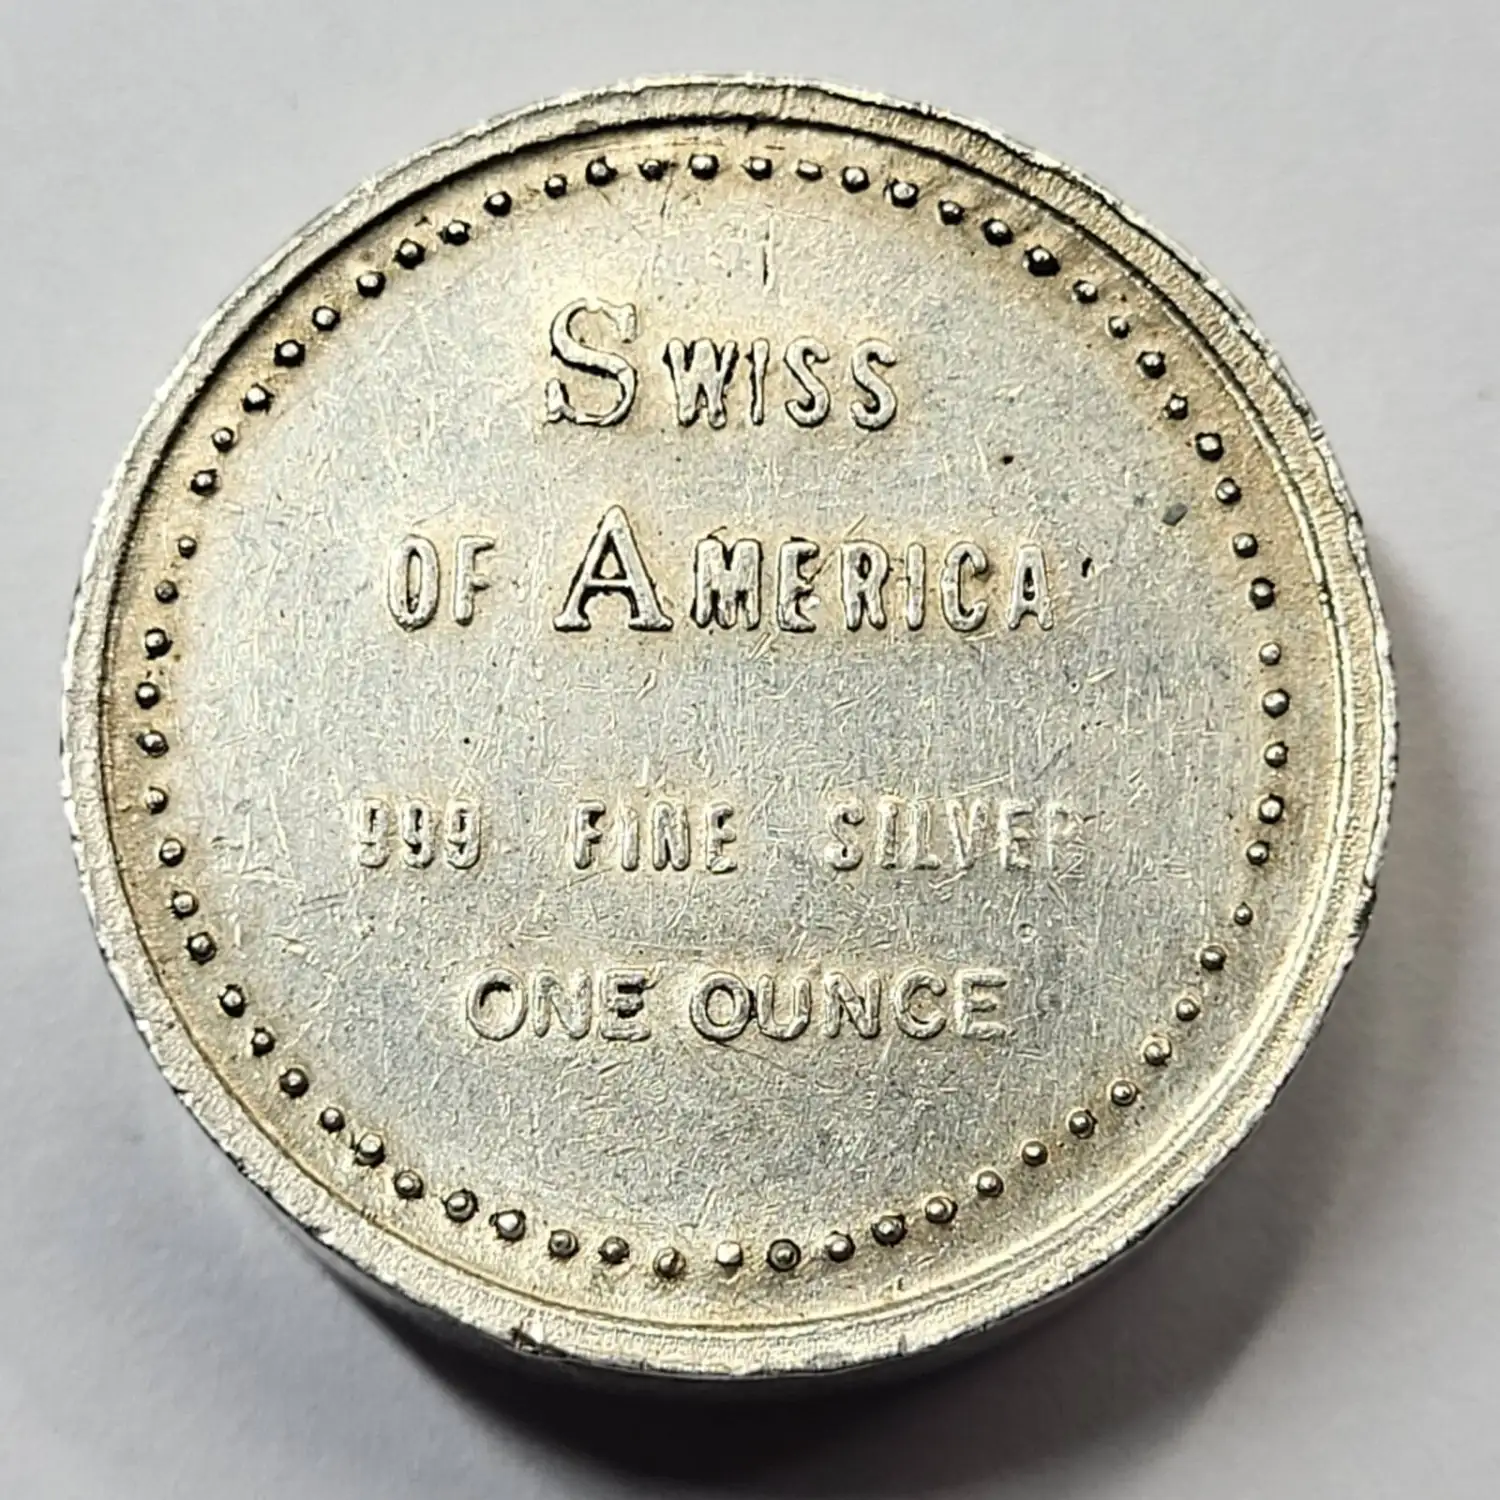 SWISS
OF AMERICA
999 FINE SILVER
ONE OUNCE